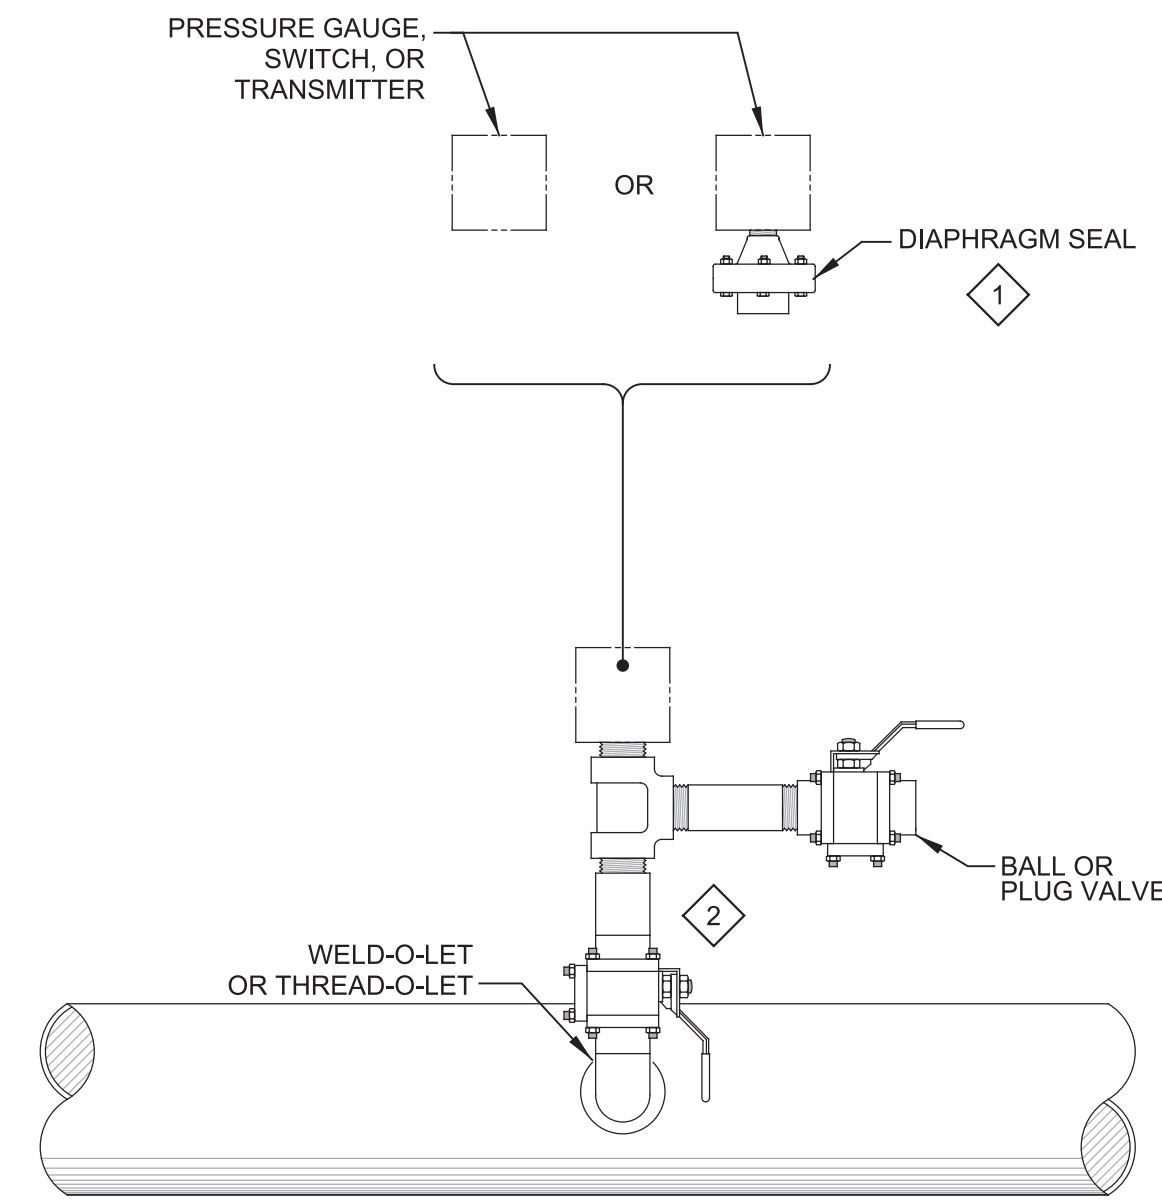 PRESSURE GAUGE,
SWITCH, OR
TRANSMITTER
OR
DIAPHRAGM SEAL
1
BALL OR
PLUG VALVE
2
WELD-O-LET
OR THREAD-O-LET